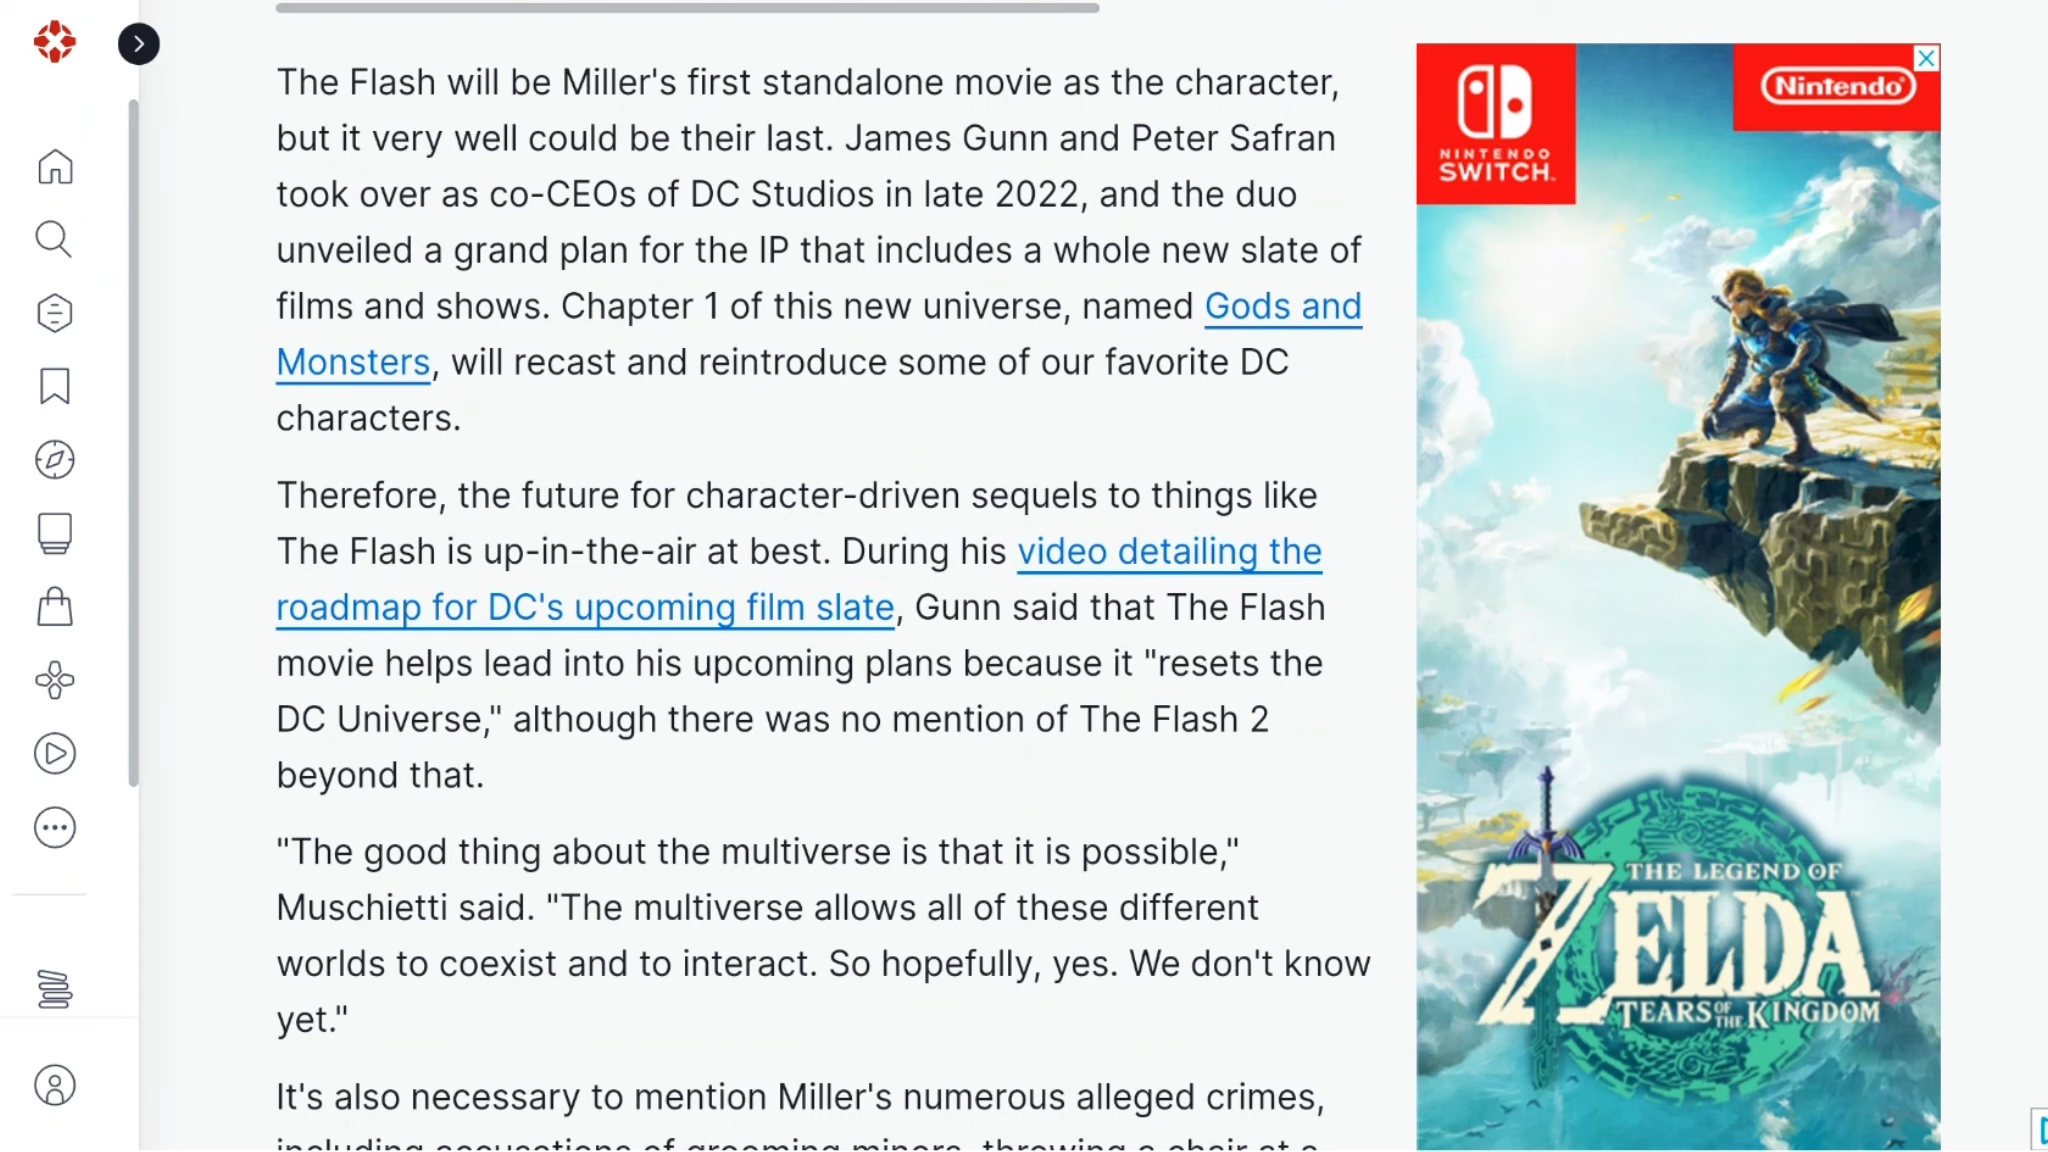 The Flash will be Miller's first standalone movie as the character,
but it very well could be their last. James Gunn and Peter Safran
took over as co-CEOs of DC Studios in late 2022, and the duo
unveiled a grand plan for the IP that includes a whole new slate of
films and shows. Chapter 1 of this new universe, named Gods and
Monsters, will recast and reintroduce some of our favorite DC
characters.
Therefore, the future for character-driven sequels to things like
The Flash is up-in-the-air at best. During his video detailing the
roadmap for DC's upcoming film slate, Gunn said that The Flash
movie helps lead into his upcoming plans because it "resets the
DC Universe," although there was no mention of The Flash 2
beyond that.
"The good thing about the multiverse is that it is possible,"
Muschietti said. "The multiverse allows all of these different
worlds to coexist and to interact. So hopefully, yes. We don't know
yet."
It's also necessary to mention Miller's numerous alleged crimes,
including accusations of grooming minors, throwing a chair at a
NINTENDO
SWITCH™
Nintendo®
THE LEGEND OF
ZELDA
TEARS OF THE KINGDOM